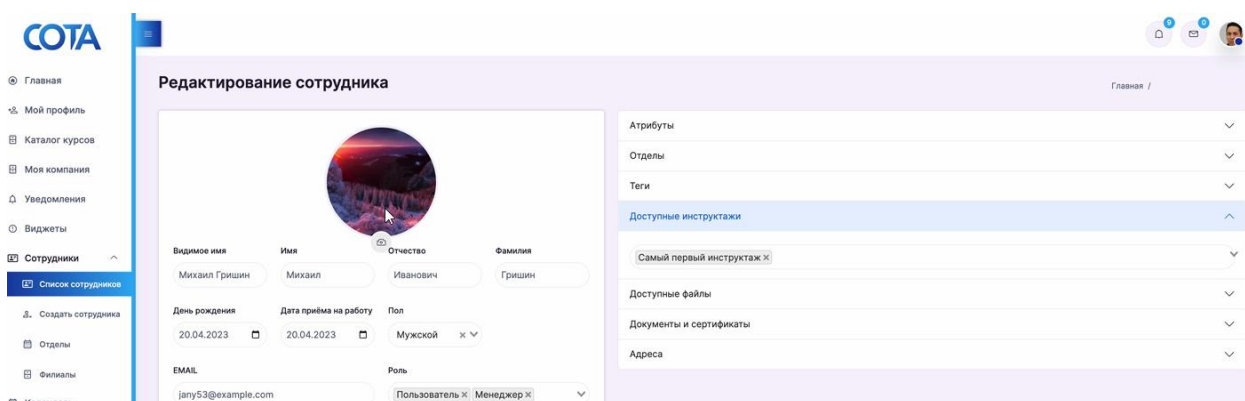 СОТА
9
0
Главная
Мой профиль
Каталог курсов
Моя компания
Уведомления
Виджеты
Сотрудники
Список сотрудников
Создать сотрудника
Отделы
Филиалы
Редактирование сотрудника
Главная /
Видимое имя Имя Отчество Фамилия
Михаил Гришин Михаил Иванович Гришин
День рождения Дата приёма на работу Пол
20.04.2023 20.04.2023 Мужской
EMAIL Роль
jany53@example.com Пользователь Менеджер
Атрибуты
Отделы
Теги
Доступные инструктажи
Самый первый инструктаж
Доступные файлы
Документы и сертификаты
Адреса